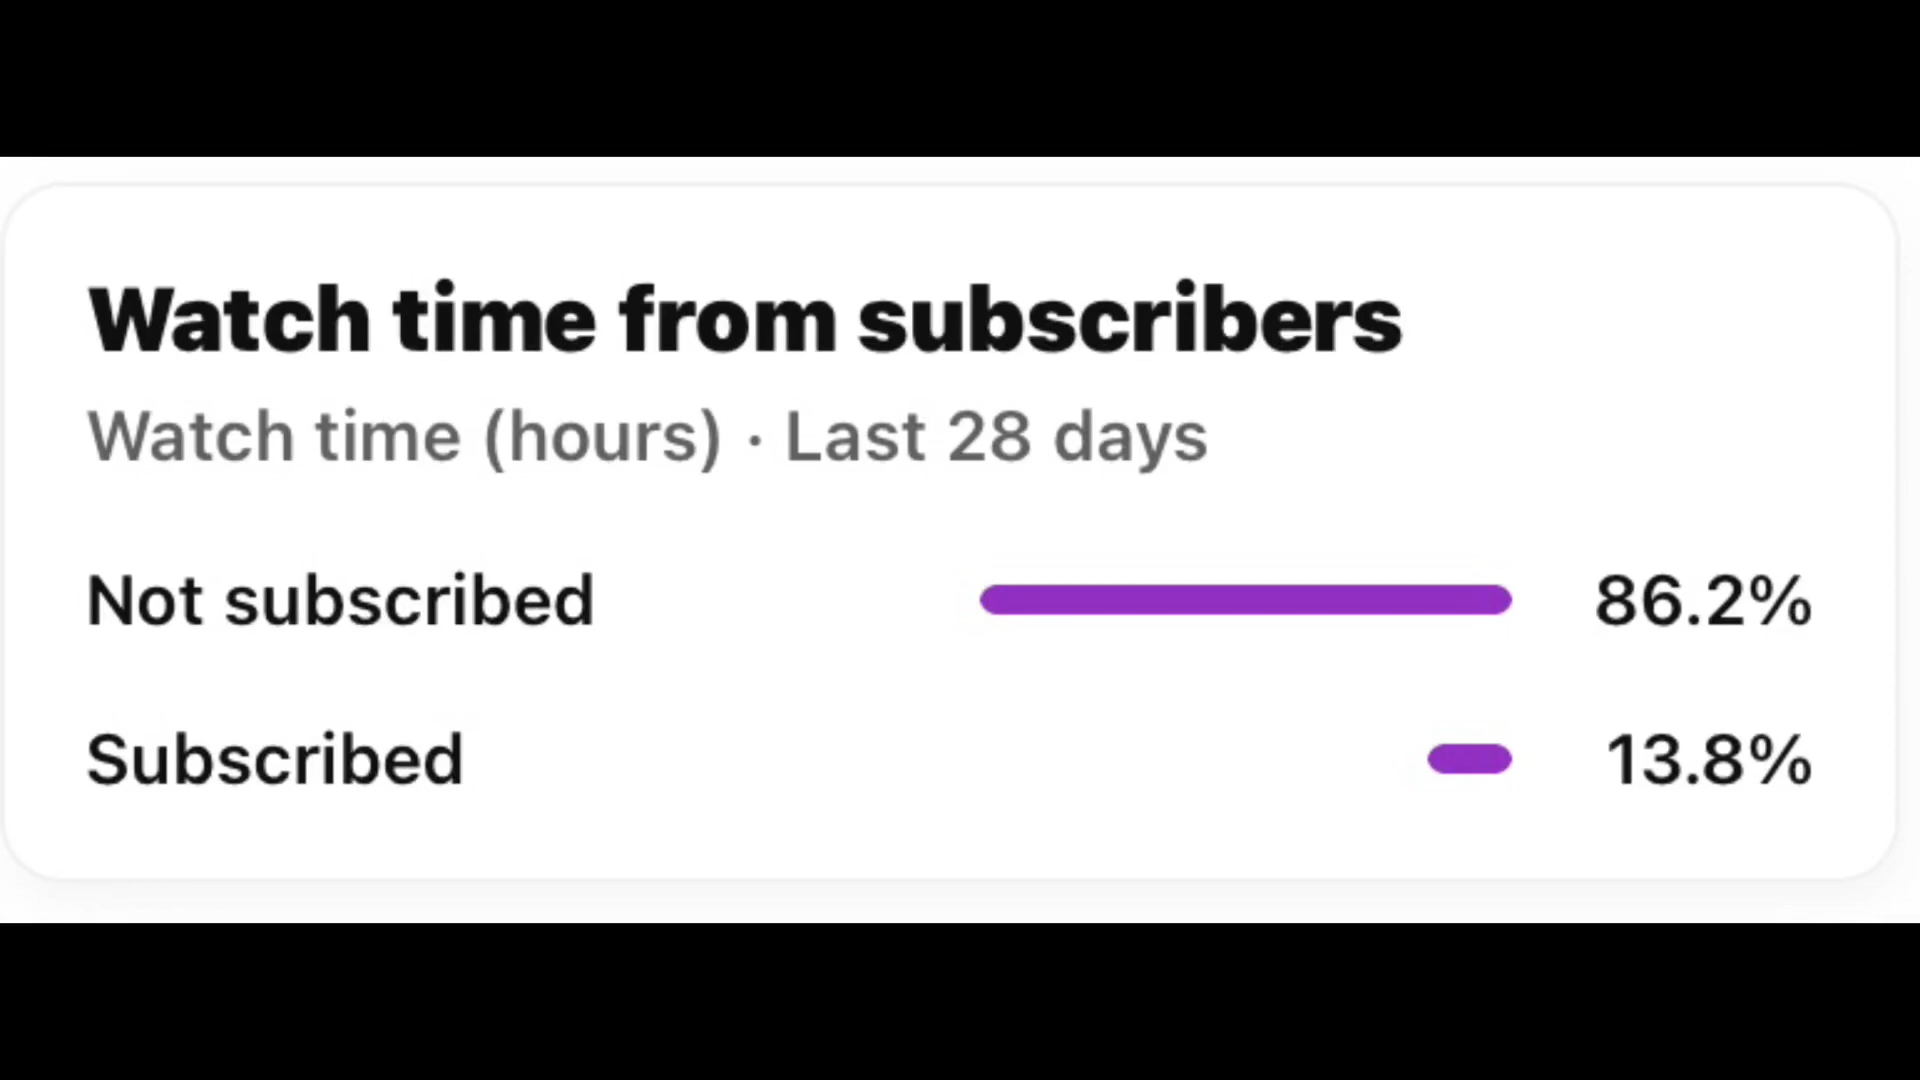 Watch time from subscribers
Watch time (hours) · Last 28 days
Not subscribed 86.2%
Subscribed 13.8%